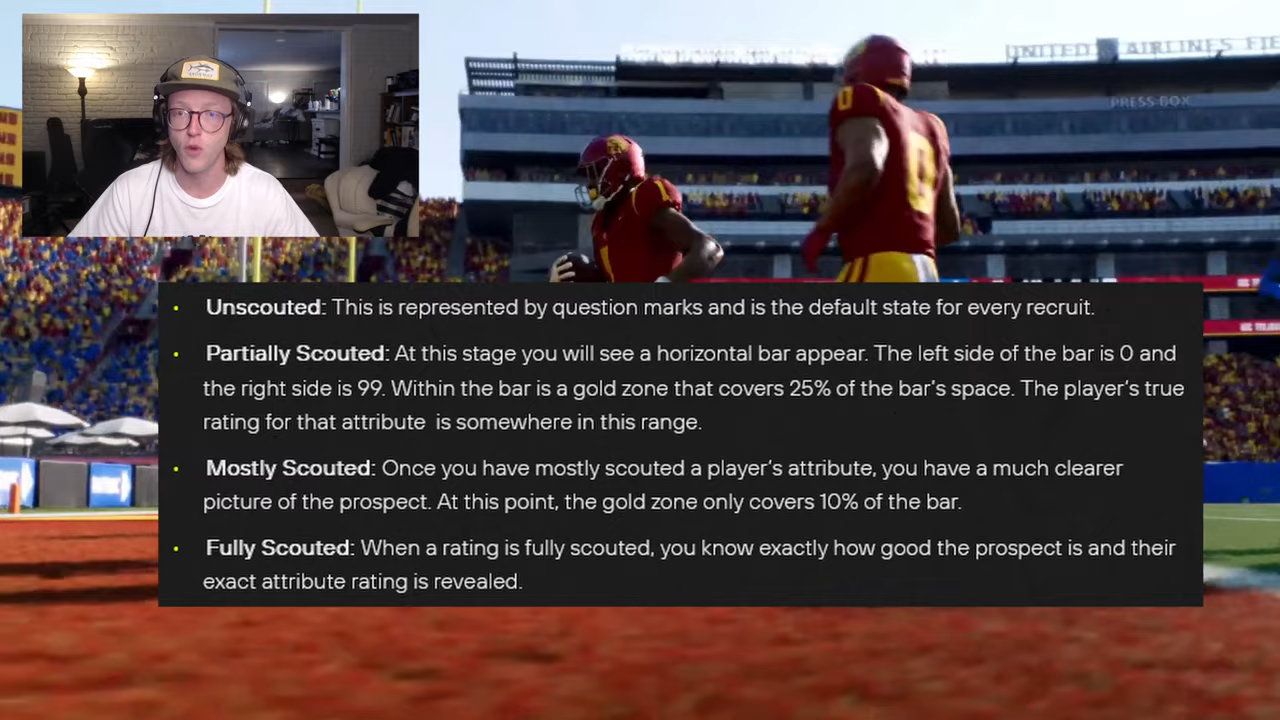 UNITED AIRLINES FIE
PRESS BOX
0
1
• Unscouted: This is represented by question marks and is the default state for every recruit.
• Partially Scouted: At this stage you will see a horizontal bar appear. The left side of the bar is 0 and
the right side is 99. Within the bar is a gold zone that covers 25% of the bar's space. The player's true
rating for that attribute is somewhere in this range.
• Mostly Scouted: Once you have mostly scouted a player's attribute, you have a much clearer
picture of the prospect. At this point, the gold zone only covers 10% of the bar.
• Fully Scouted: When a rating is fully scouted, you know exactly how good the prospect is and their
exact attribute rating is revealed.